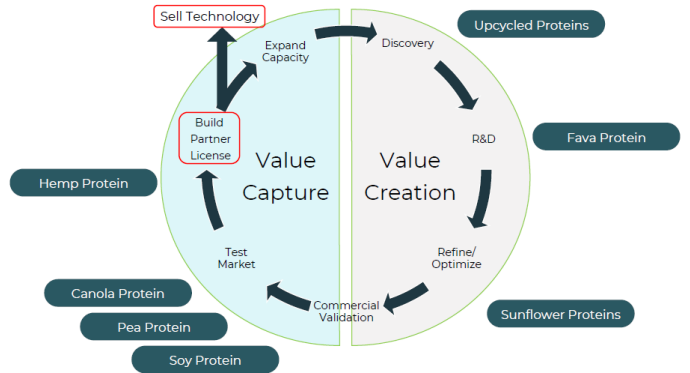 Sell Technology
Expand
Capacity
Discovery
Upcycled Proteins
Build
Partner
License
R&D
Fava Protein
Value
Capture
Value
Creation
Hemp Protein
Test
Market
Refine/
Optimize
Canola Protein
Commercial
Validation
Sunflower Proteins
Pea Protein
Soy Protein